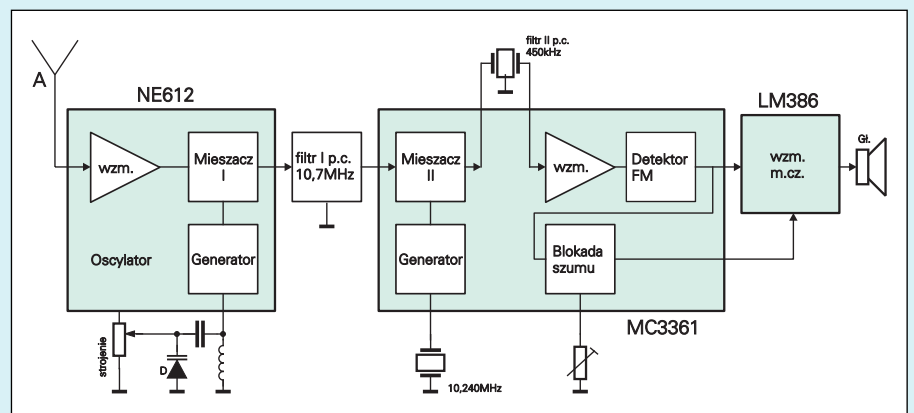 filtr II p.c.
450kHz
A
NE612
LM386
wzm.
Mieszacz
I
filtr I p.c.
10,7MHz
Mieszacz
II
wzm.
Detektor
FM
wzm.
m.cz.
Gł.
Oscylator
Generator
Generator
Blokada
szumu
MC3361
strojenie
D
10,240MHz